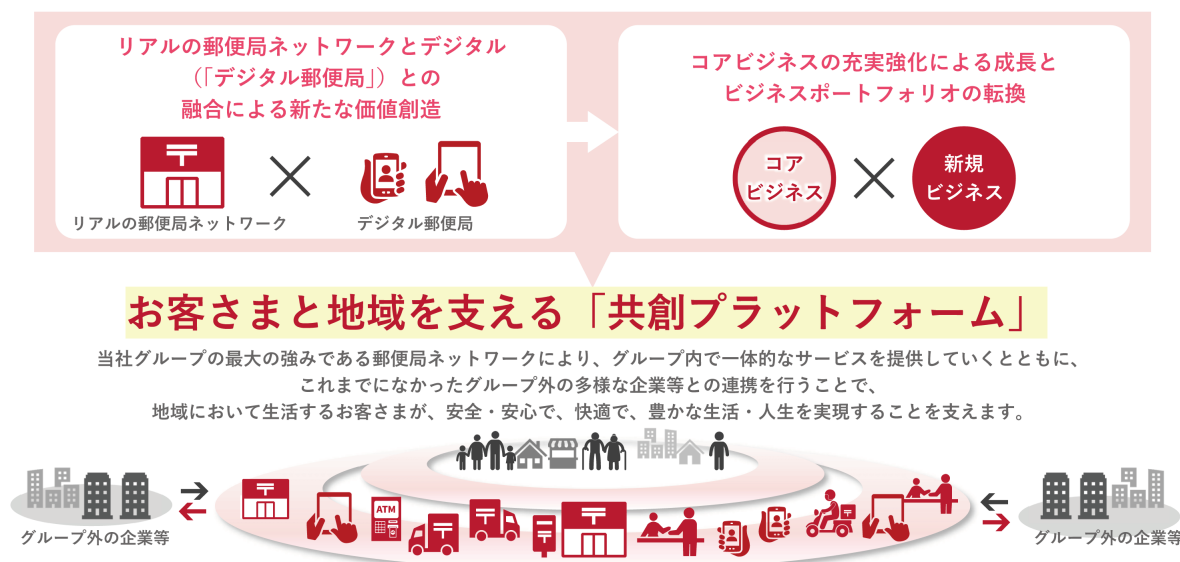 リアルの郵便局ネットワークとデジタル
(「デジタル郵便局」)との
融合による新たな価値創造
リアルの郵便局ネットワーク
デジタル郵便局
コアビジネスの充実強化による成長と
ビジネスポートフォリオの転換
コア
ビジネス
新規
ビジネス
お客さまと地域を支える「共創プラットフォーム」
当社グループの最大の強みである郵便局ネットワークにより、グループ内で一体的なサービスを提供していくとともに、
これまでになかったグループ外の多様な企業等との連携を行うことで、
地域において生活するお客さまが、安全・安心で、快適で、豊かな生活・人生を実現することを支えます。
グループ外の企業等
ATM
グループ外の企業等